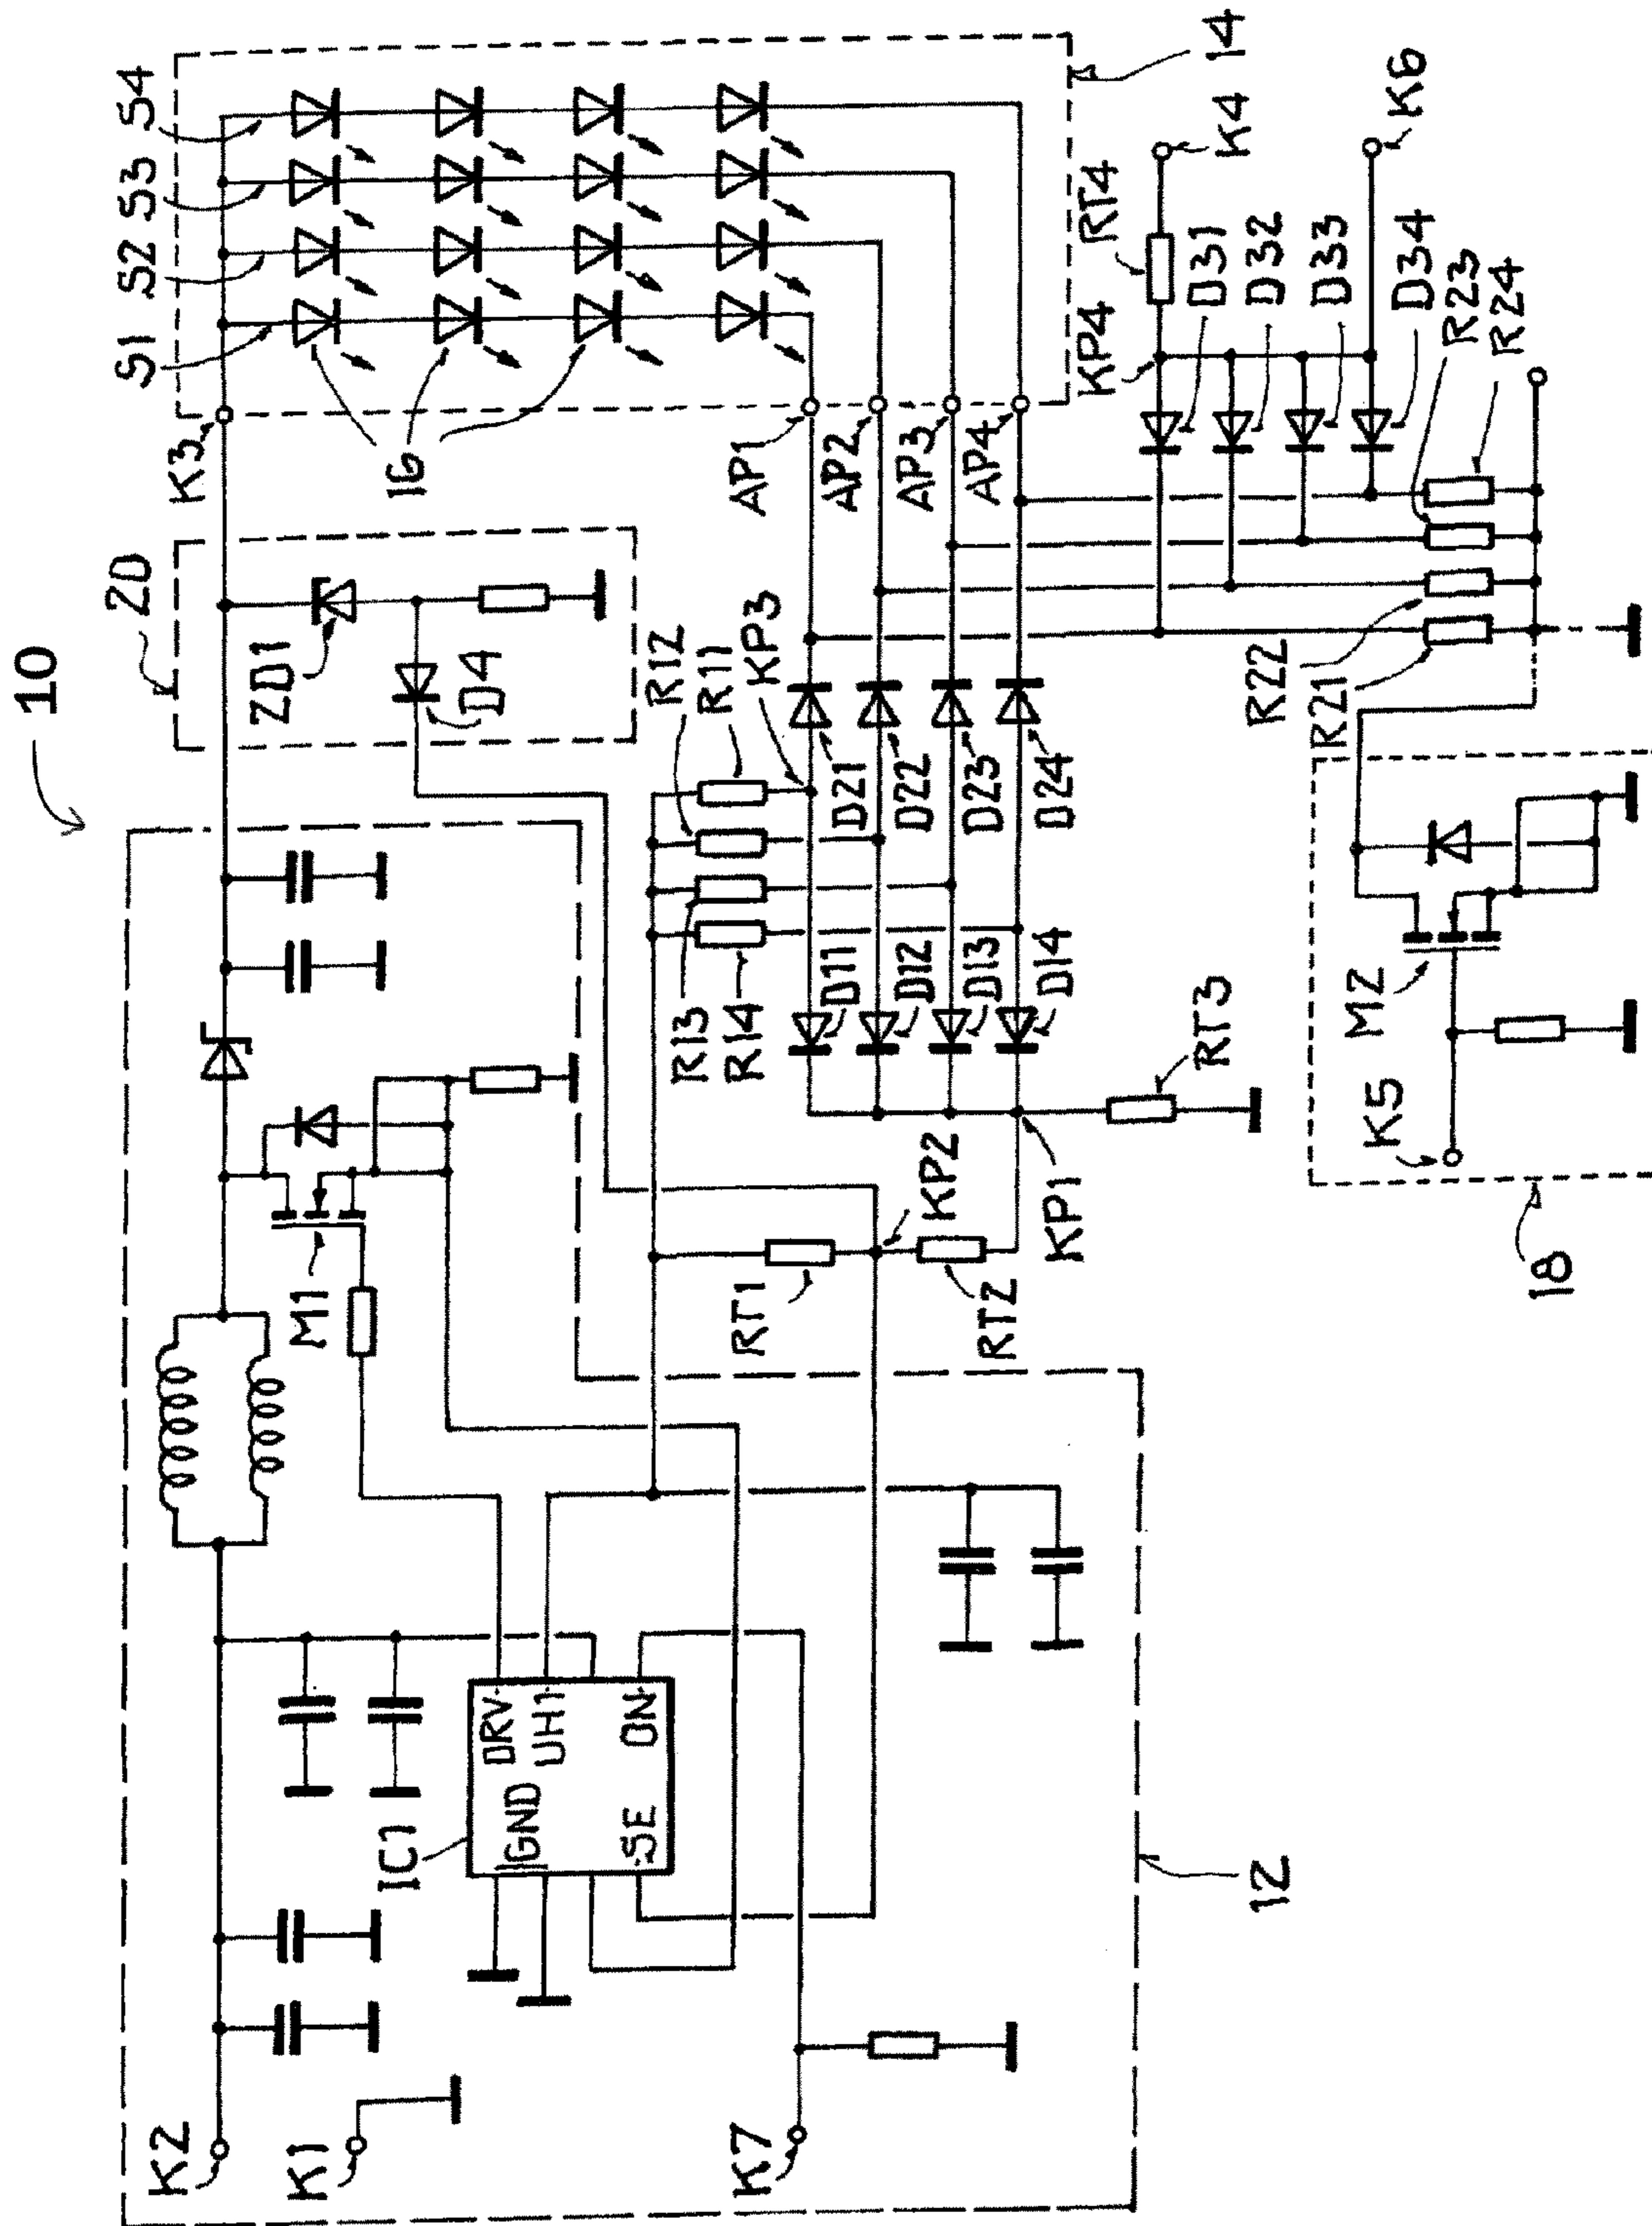 10
K2
K1
K7
12
IC1
GND
SE
DRV
UH1
ON
M1
RT1
RT2
KP2
KP1
RT3
R13
R14
R12
R11
KP3
D11
D12
D13
D14
D21
D22
D23
D24
ZD
ZD1
D4
K3
S1
S2
S3
S4
16
14
AP1
AP2
AP3
AP4
KP4
RT4
K4
K6
D31
D32
D33
D34
R23
R24
R22
R21
M2
K5
18